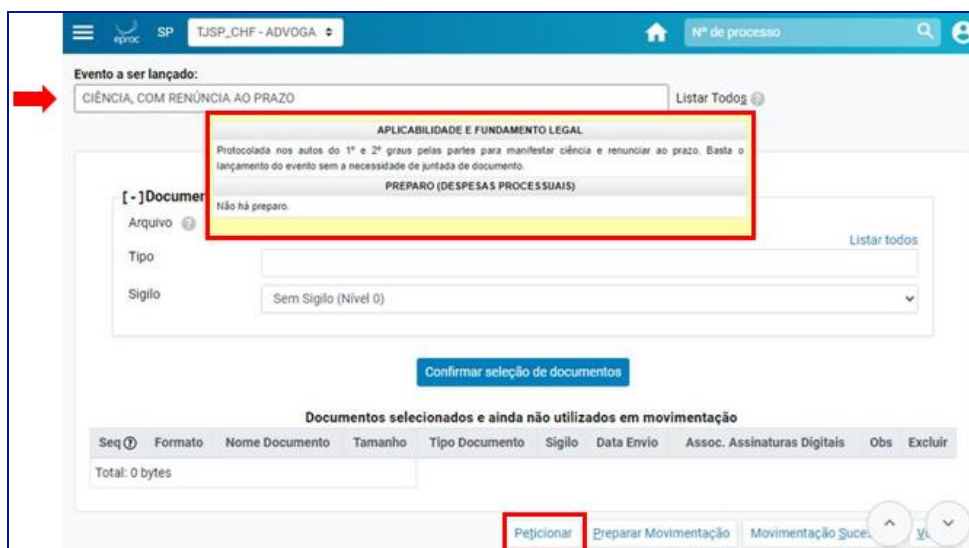 eproc SP TJSP_CHF - ADVOGA Nº de processo
Evento a ser lançado:
CIÊNCIA, COM RENÚNCIA AO PRAZO Listar Todos
APLICABILIDADE E FUNDAMENTO LEGAL
Protocolada nos autos do 1º e 2º graus pelas partes para manifestar ciência e renunciar ao prazo. Basta o
lançamento do evento sem a necessidade de juntada de documento.
PREPARO (DESPESAS PROCESSUAIS)
Não há preparo.
[-]Documen
Arquivo
Listar todos
Tipo
Sigilo Sem Sigilo (Nível 0)
Confirmar seleção de documentos
Documentos selecionados e ainda não utilizados em movimentação
Seq Formato Nome Documento Tamanho Tipo Documento Sigilo Data Envio Assoc. Assinaturas Digitais Obs Excluir
Total: 0 bytes
Peticionar Preparar Movimentação Movimentação Suce